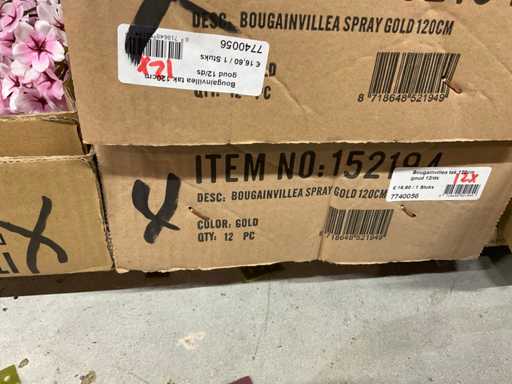 DESC: BOUGAINVILLEA SPRAY GOLD 120CM
8 718648 521949
QTY: 12 PC
Bougainvillea tak 120cm
goud 12/ds
€ 16,60 / 1 Stuks
7740056
12X
ITEM NO: 152194
DESC: BOUGAINVILLEA SPRAY GOLD 120CM
COLOR: GOLD
QTY: 12 PC
718648 521949
Bougainvillea tak 120cm
goud 12/ds
€ 16,60 / 1 Stuks
7740056
12X
X